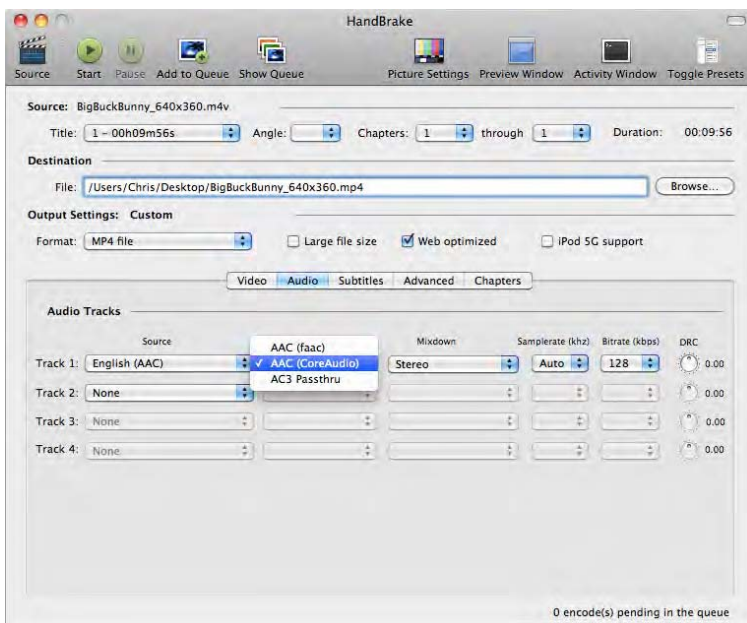 HandBrake
Source Start Pause Add to Queue Show Queue Picture Settings Preview Window Activity Window Toggle Presets
Source: BigBuckBunny_640x360.m4v
Title: 1 - 00h09m56s Angle: Chapters: 1 through 1 Duration: 00:09:56
Destination
File: /Users/Chris/Desktop/BigBuckBunny_640x360.mp4 Browse...
Output Settings: Custom
Format: MP4 file Large file size Web optimized iPod 5G support
Video Audio Subtitles Advanced Chapters
Audio Tracks
Source Mixdown Samplerate (khz) Bitrate (kbps) DRC
AAC (faac)
Track 1: English (AAC) ✓ AAC (CoreAudio) Stereo Auto 128 0.00
AC3 Passthru
Track 2: None 0.00
Track 3: None 0.00
Track 4: None 0.00
0 encode(s) pending in the queue